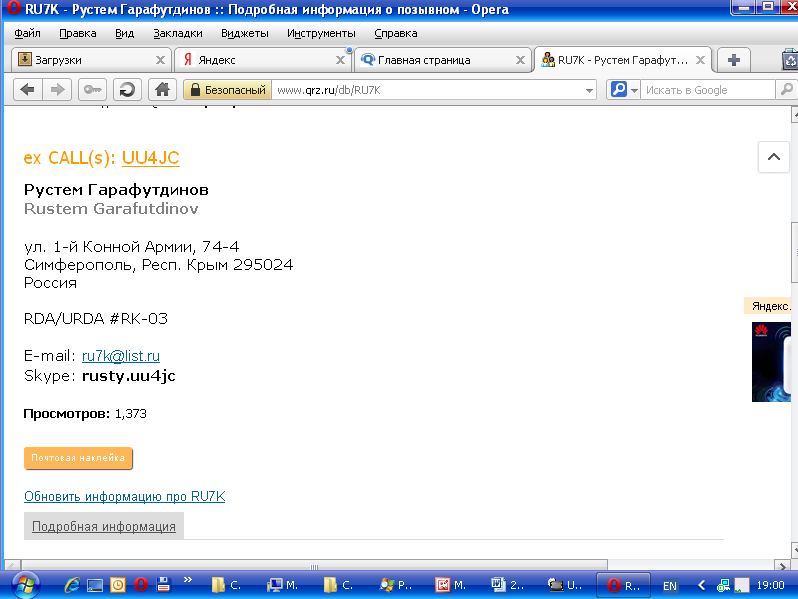 RU7K - Рустем Гарафутдинов :: Подробная информация о позывном - Opera
Файл Правка Вид Закладки Виджеты Инструменты Справка
Загрузки Яндекс Главная страница RU7K - Рустем Гарафут...
Безопасный www.qrz.ru/db/RU7K Искать в Google
ex CALL(s): UU4JC
Рустем Гарафутдинов
Rustem Garafutdinov
ул. 1-й Конной Армии, 74-4
Симферополь, Респ. Крым 295024
Россия
RDA/URDA #RK-03
Яндекс.
E-mail: ru7k@list.ru
Skype: rusty.uu4jc
HUAWEI
Просмотров: 1,373
Почтовая наклейка
Обновить информацию про RU7K
Подробная информация
» С. М. С. Р.. М. 2.. U.. R.. EN 19:00